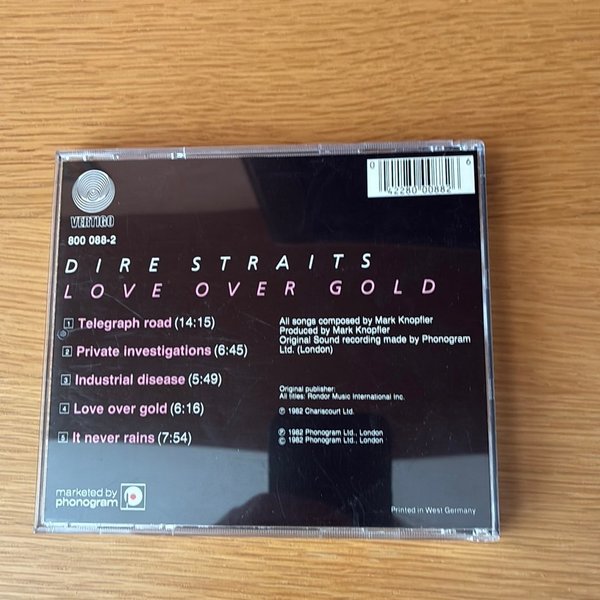 VERTIGO
800 088-2
0 42280 00882 6
DIRE STRAITS
LOVE OVER GOLD
1 Telegraph road (14:15)
2 Private investigations (6:45)
3 Industrial disease (5:49)
4 Love over gold (6:16)
5 It never rains (7:54)
All songs composed by Mark Knopfler
Produced by Mark Knopfler
Original Sound recording made by Phonogram
Ltd. (London)
Original publisher:
All titles: Rondor Music International Inc.
℗ 1982 Chariscourt Ltd.
℗ 1982 Phonogram Ltd., London
© 1982 Phonogram Ltd., London
marketed by
phonogram
Printed in West Germany